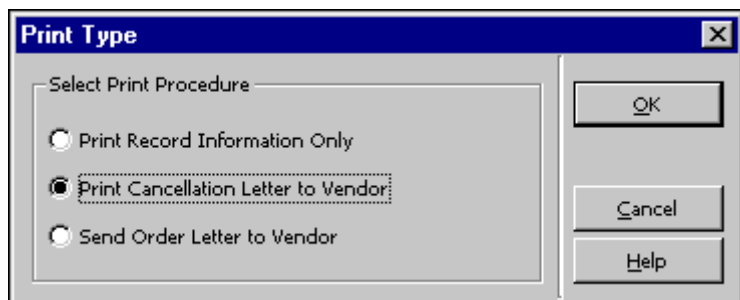 Print Type
Select Print Procedure
Print Record Information Only
Print Cancellation Letter to Vendor
Send Order Letter to Vendor
OK
Cancel
Help